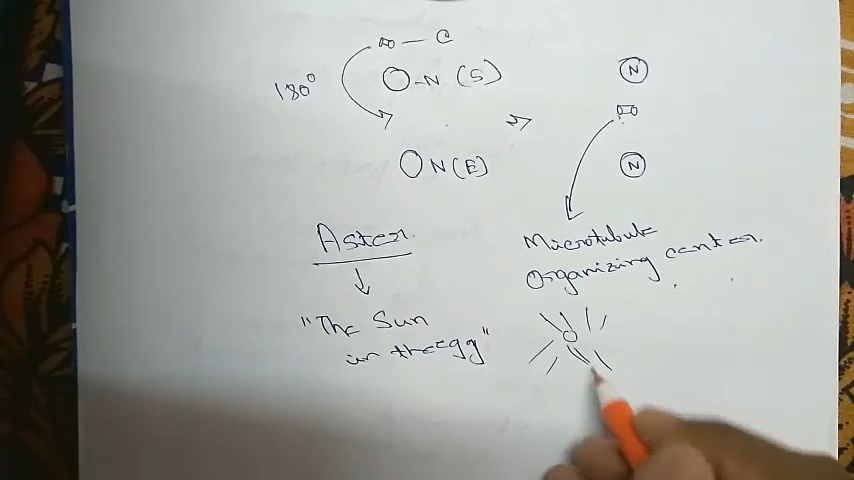 C
180°
N (S)
N
N (E)
N
Aster
Microtubule
Organizing center.
"The Sun
in the egg"